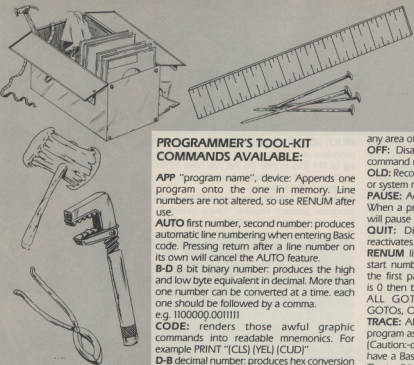 PROGRAMMER'S TOOL-KIT
COMMANDS AVAILABLE:
APP "program name", device: Appends one
program onto the one in memory. Line
numbers are not altered, so use RENUM after
use.
AUTO first number, second number: produces
automatic line numbering when entering Basic
code. Pressing return after a line number on
its own will cancel the AUTO feature.
B-D 8 bit binary number: produces the high
and low byte equivalent in decimal. More than
one number can be converted at a time. each
one should be followed by a comma.
e.g. 11000000.0011111
CODE: renders those awful graphic
commands into readable mnemonics. For
example PRINT "(CLS) (YEL) (CUD)"
D-B decimal number: produces hex conversion
any area of
OFF: Disa
command
OLD: Reco
or system r
PAUSE: A
When a pr
will pause
QUIT: Di
reactivates
RENUM li
start numb
the first pa
is 0 then t
ALL GOT
GOTOs, O
TRACE: Al
program as
(Caution:-c
have a Bas